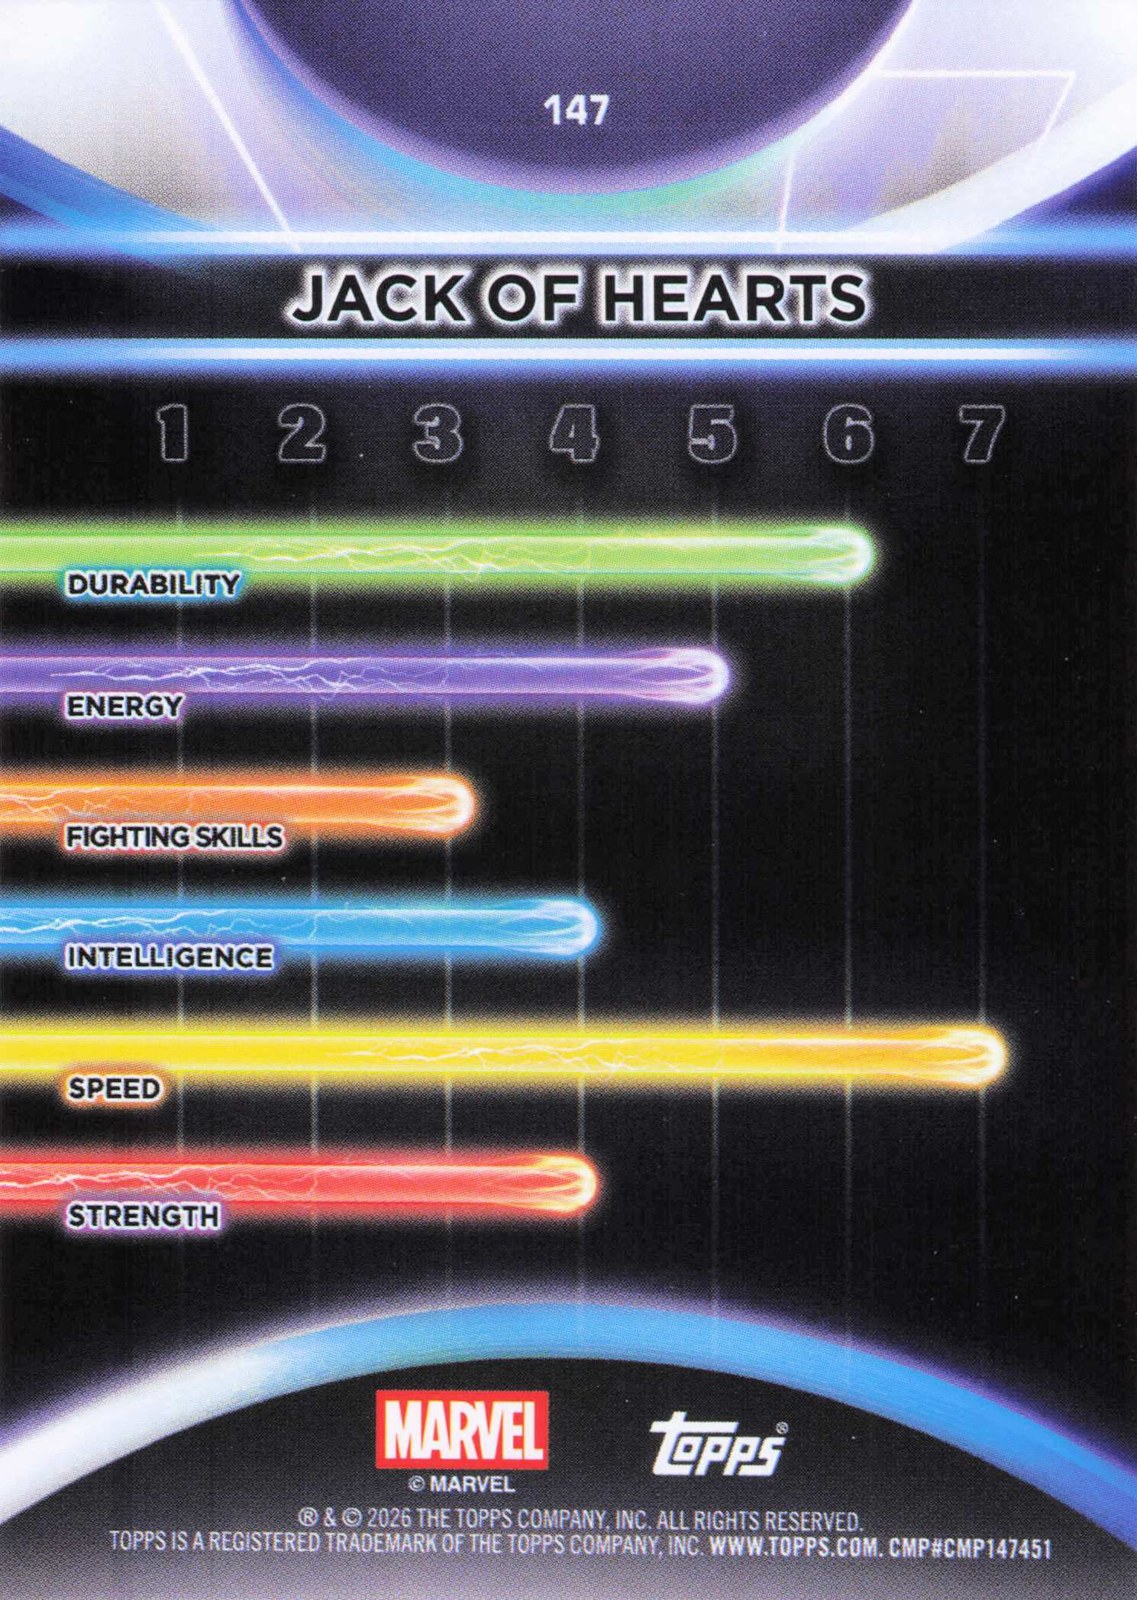 147
JACK OF HEARTS
1 2 3 4 5 6 7
DURABILITY
ENERGY
FIGHTING SKILLS
INTELLIGENCE
SPEED
STRENGTH
MARVEL
© MARVEL
TOPPS®
® & © 2026 THE TOPPS COMPANY, INC. ALL RIGHTS RESERVED.
TOPPS IS A REGISTERED TRADEMARK OF THE TOPPS COMPANY, INC. WWW.TOPPS.COM. CMP#CMP147451